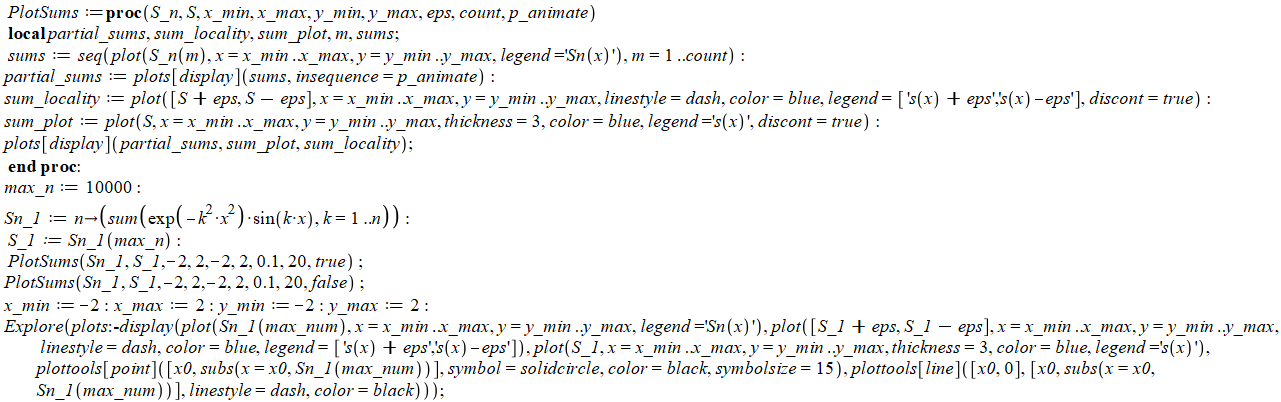 PlotSums := proc(S_n, S, x_min, x_max, y_min, y_max, eps, count, p_animate)
local partial_sums, sum_locality, sum_plot, m, sums;
sums := seq(plot(S_n(m), x = x_min ..x_max, y = y_min ..y_max, legend ='Sn(x)'), m = 1 ..count) :
partial_sums := plots[display](sums, insequence = p_animate) :
sum_locality := plot([S + eps, S − eps], x = x_min ..x_max, y = y_min ..y_max, linestyle = dash, color = blue, legend = ['s(x) + eps','s(x) −eps'], discont = true) :
sum_plot := plot(S, x = x_min ..x_max, y = y_min ..y_max, thickness = 3, color = blue, legend ='s(x)', discont = true) :
plots[display](partial_sums, sum_plot, sum_locality);
end proc:
max_n := 10000 :
Sn_1 := n→(sum(exp(−k²·x²)·sin(k·x), k = 1 ..n)) :
S_1 := Sn_1(max_n) :
PlotSums(Sn_1, S_1,−2, 2,−2, 2, 0.1, 20, true) ;
PlotSums(Sn_1, S_1,−2, 2,−2, 2, 0.1, 20, false) ;
x_min := −2 : x_max := 2 : y_min := −2 : y_max := 2 :
Explore(plots:-display(plot(Sn_1(max_num), x = x_min ..x_max, y = y_min ..y_max, legend ='Sn(x)'), plot([S_1 + eps, S_1 − eps], x = x_min ..x_max, y = y_min ..y_max,
linestyle = dash, color = blue, legend = ['s(x) + eps','s(x) −eps']), plot(S_1, x = x_min ..x_max, y = y_min ..y_max, thickness = 3, color = blue, legend ='s(x)'),
plottools[point]([x0, subs(x = x0, Sn_1(max_num))], symbol = solidcircle, color = black, symbolsize = 15), plottools[line]([x0, 0], [x0, subs(x = x0,
Sn_1(max_num))], linestyle = dash, color = black)));